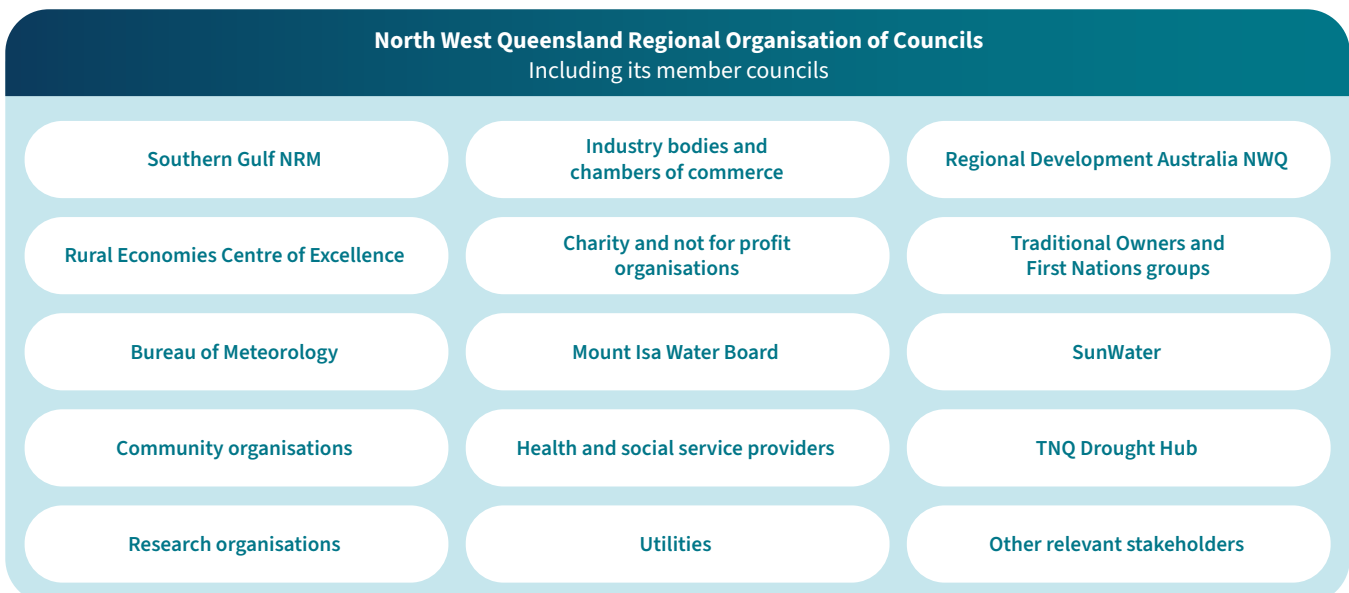 North West Queensland Regional Organisation of Councils
Including its member councils
Southern Gulf NRM
Industry bodies and
chambers of commerce
Regional Development Australia NWQ
Rural Economies Centre of Excellence
Charity and not for profit
organisations
Traditional Owners and
First Nations groups
Bureau of Meteorology
Mount Isa Water Board
SunWater
Community organisations
Health and social service providers
TNQ Drought Hub
Research organisations
Utilities
Other relevant stakeholders